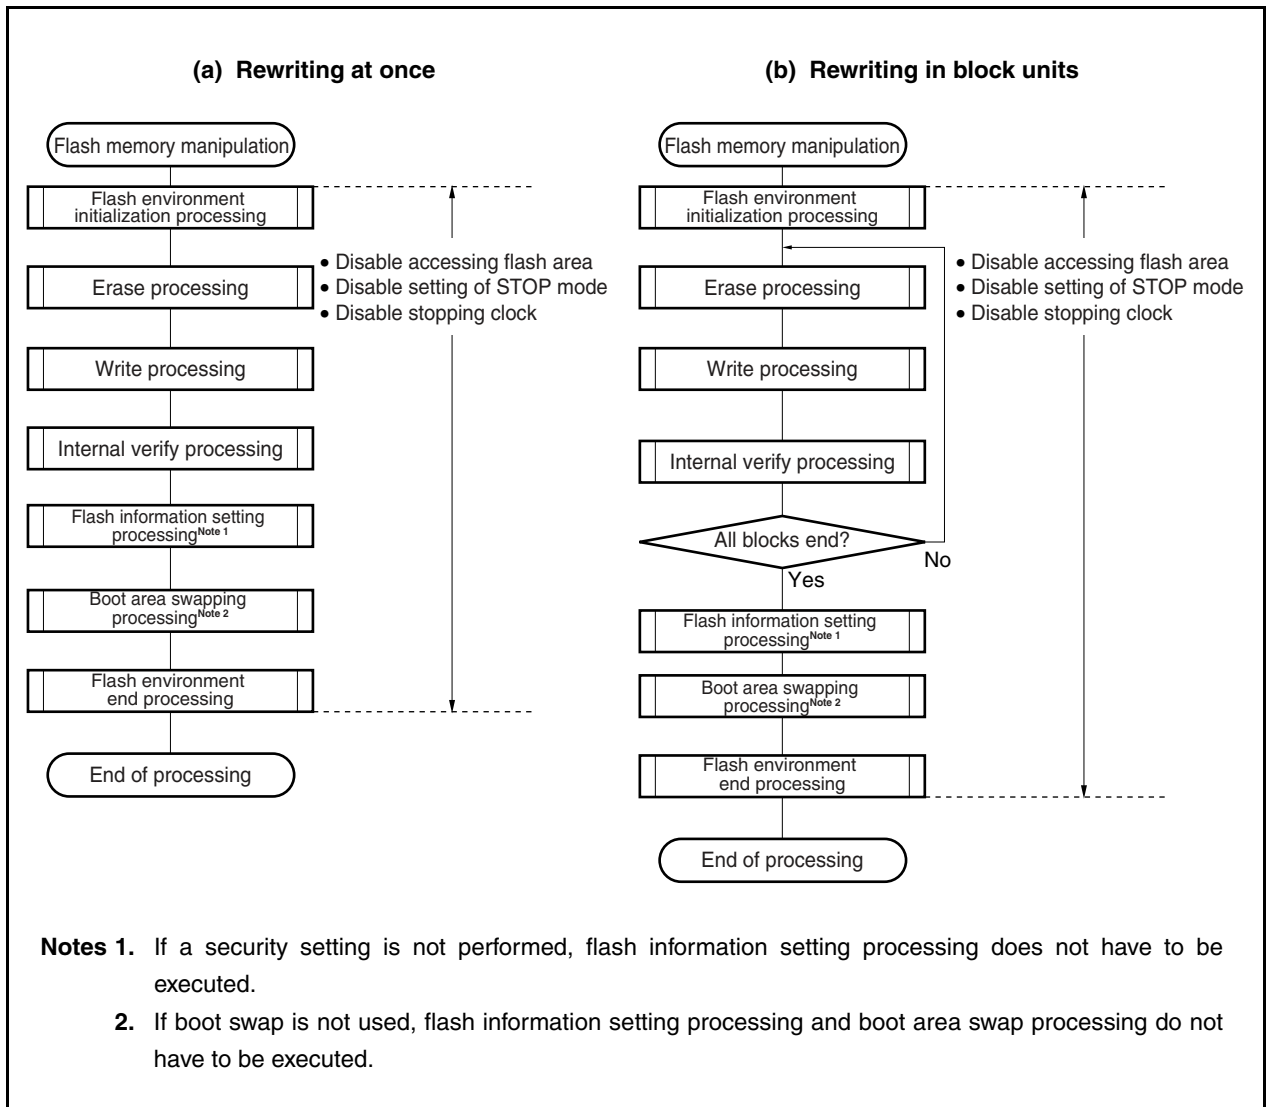 (a) Rewriting at once
Flash memory manipulation
Flash environment
initialization processing
• Disable accessing flash area
• Disable setting of STOP mode
• Disable stopping clock
Erase processing
Write processing
Internal verify processing
Flash information setting
processingNote 1
Boot area swapping
processingNote 2
Flash environment
end processing
End of processing
(b) Rewriting in block units
Flash memory manipulation
Flash environment
initialization processing
• Disable accessing flash area
• Disable setting of STOP mode
• Disable stopping clock
Erase processing
Write processing
Internal verify processing
All blocks end?
No
Yes
Flash information setting
processingNote 1
Boot area swapping
processingNote 2
Flash environment
end processing
End of processing
Notes 1. If a security setting is not performed, flash information setting processing does not have to be
executed.
2. If boot swap is not used, flash information setting processing and boot area swap processing do not
have to be executed.